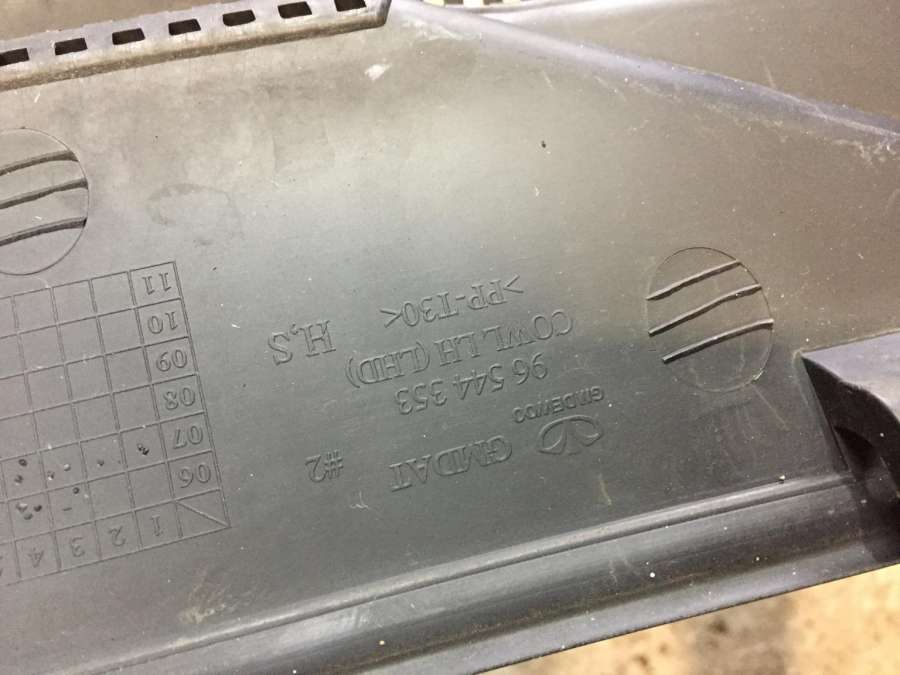 GMDAT #2
GMDEWOO
96 544 353
COWL LH (LHD)
>PP-T30< H,S
1 2 3 4
06
07
08
09
10
11